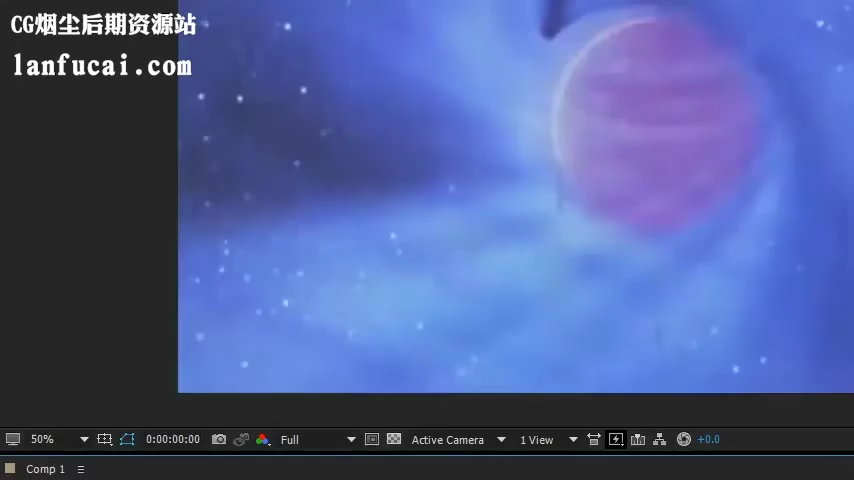 CG烟尘后期资源站
lanfucai.com
50%
0:00:00:00
Full
Active Camera
1 View
+0.0
Comp 1